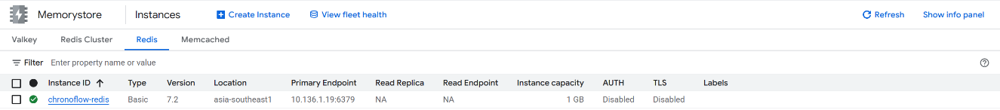 Memorystore Instances Create Instance View fleet health Refresh Show info panel
Valkey Redis Cluster Redis Memcached
Filter Enter property name or value
Instance ID Type Version Location Primary Endpoint Read Replica Read Endpoint Instance capacity AUTH TLS Labels
chronoflow-redis Basic 7.2 asia-southeast1 10.136.1.19:6379 NA NA 1 GB Disabled Disabled